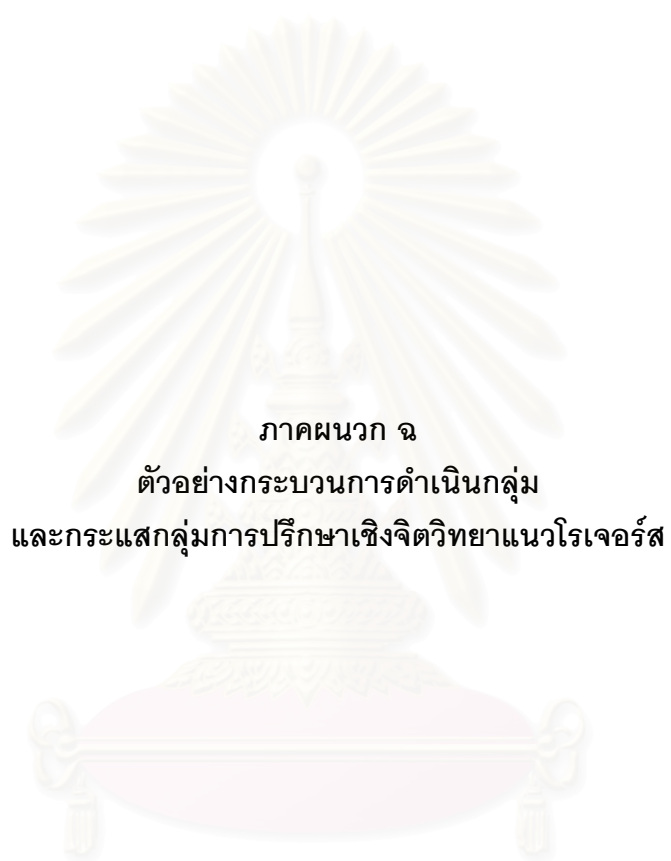 ภาคผนวก ฉ
ตัวอย่างกระบวนการดำเนินกลุ่ม
และกระแสกลุ่มการปรึกษาเชิงจิตวิทยาแนวโรเจอร์ส